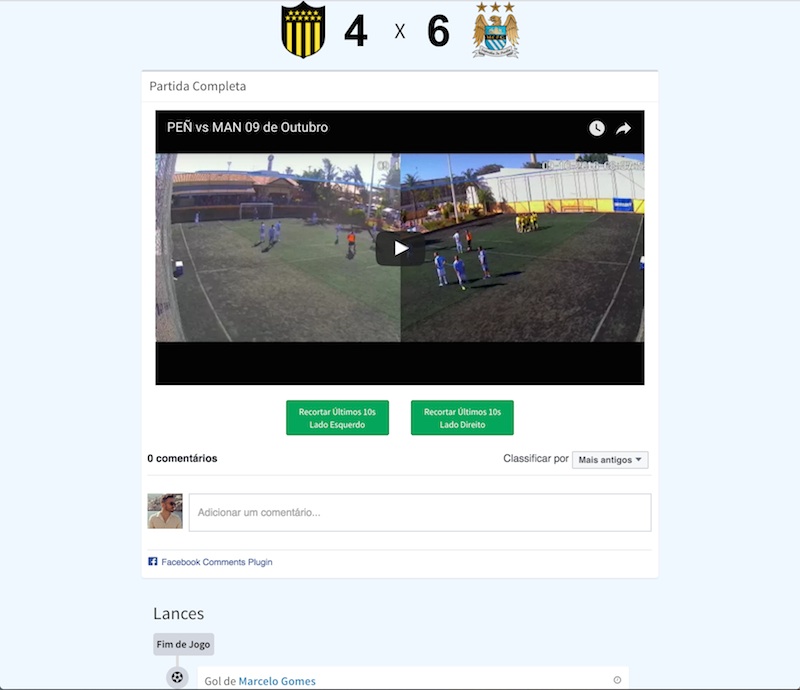 4 x 6
Partida Completa
PEÑ vs MAN 09 de Outubro
Recortar Últimos 10s
Lado Esquerdo
Recortar Últimos 10s
Lado Direito
0 comentários
Classificar por Mais antigos
Adicionar um comentário...
Facebook Comments Plugin
Lances
Fim de Jogo
Gol de Marcelo Gomes